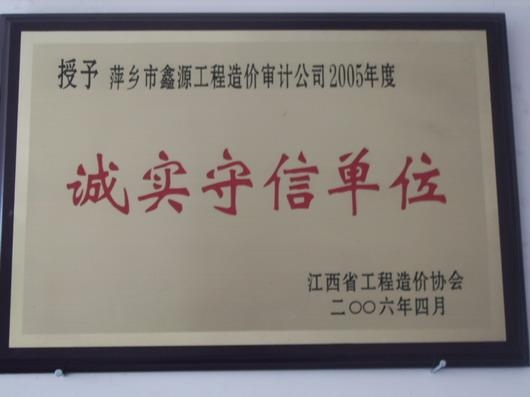 授予 萍乡市鑫源工程造价审计公司2005年度
诚实守信单位
江西省工程造价协会
二〇〇六年四月